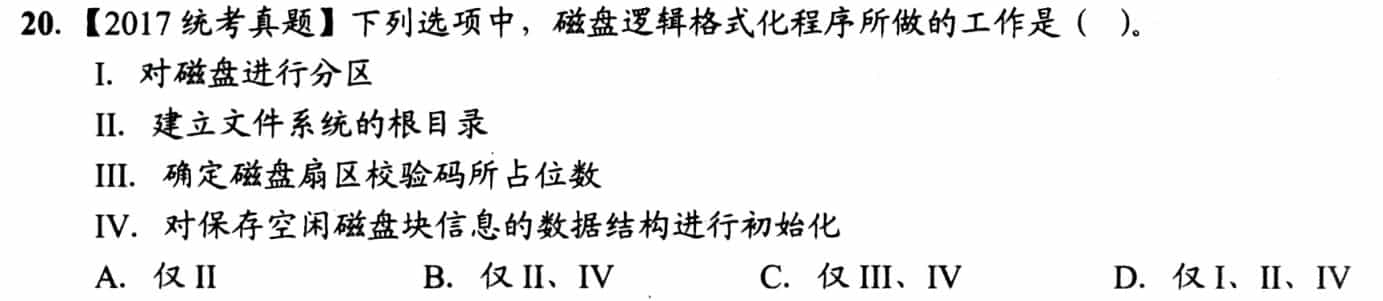 20.【2017 统考真题】下列选项中，磁盘逻辑格式化程序所做的工作是（  ）。
I. 对磁盘进行分区
II. 建立文件系统的根目录
III. 确定磁盘扇区校验码所占位数
IV. 对保存空闲磁盘块信息的数据结构进行初始化
A. 仅 II B. 仅 II、IV C. 仅 III、IV D. 仅 I、II、IV